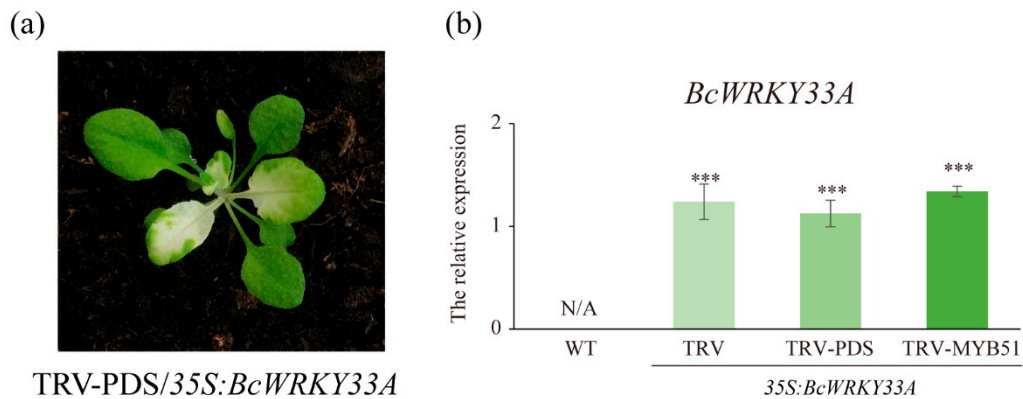 (a)
TRV-PDS/35S:BcWRKY33A
(b)
BcWRKY33A
The relative expression
2
1
0
N/A
***
***
***
WT
TRV
TRV-PDS
TRV-MYB51
35S:BcWRKY33A